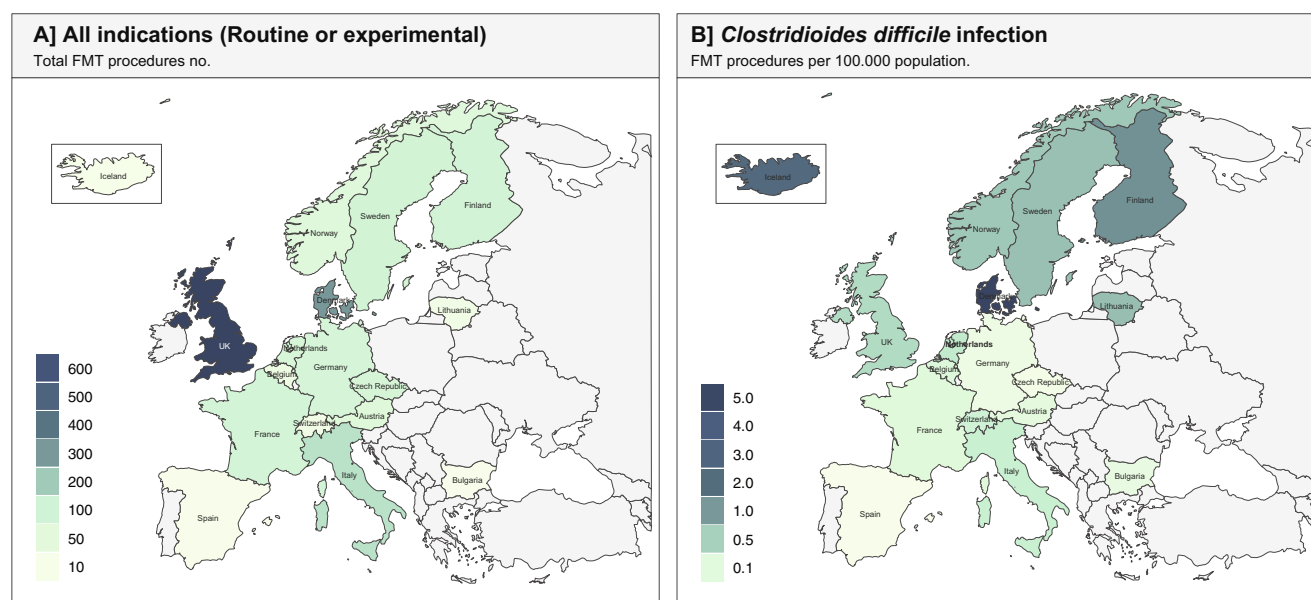 A] All indications (Routine or experimental)
Total FMT procedures no.
Iceland
Finland
Sweden
Norway
Denmark
Lithuania
UK
Netherlands
Germany
Belgium
Czech Republic
Austria
Switzerland
France
Italy
Bulgaria
Spain
600
500
400
300
200
100
50
10
B] Clostridioides difficile infection
FMT procedures per 100.000 population.
Iceland
Finland
Sweden
Norway
Denmark
Lithuania
UK
Netherlands
Germany
Belgium
Czech Republic
Austria
Switzerland
France
Italy
Bulgaria
Spain
5.0
4.0
3.0
2.0
1.0
0.5
0.1